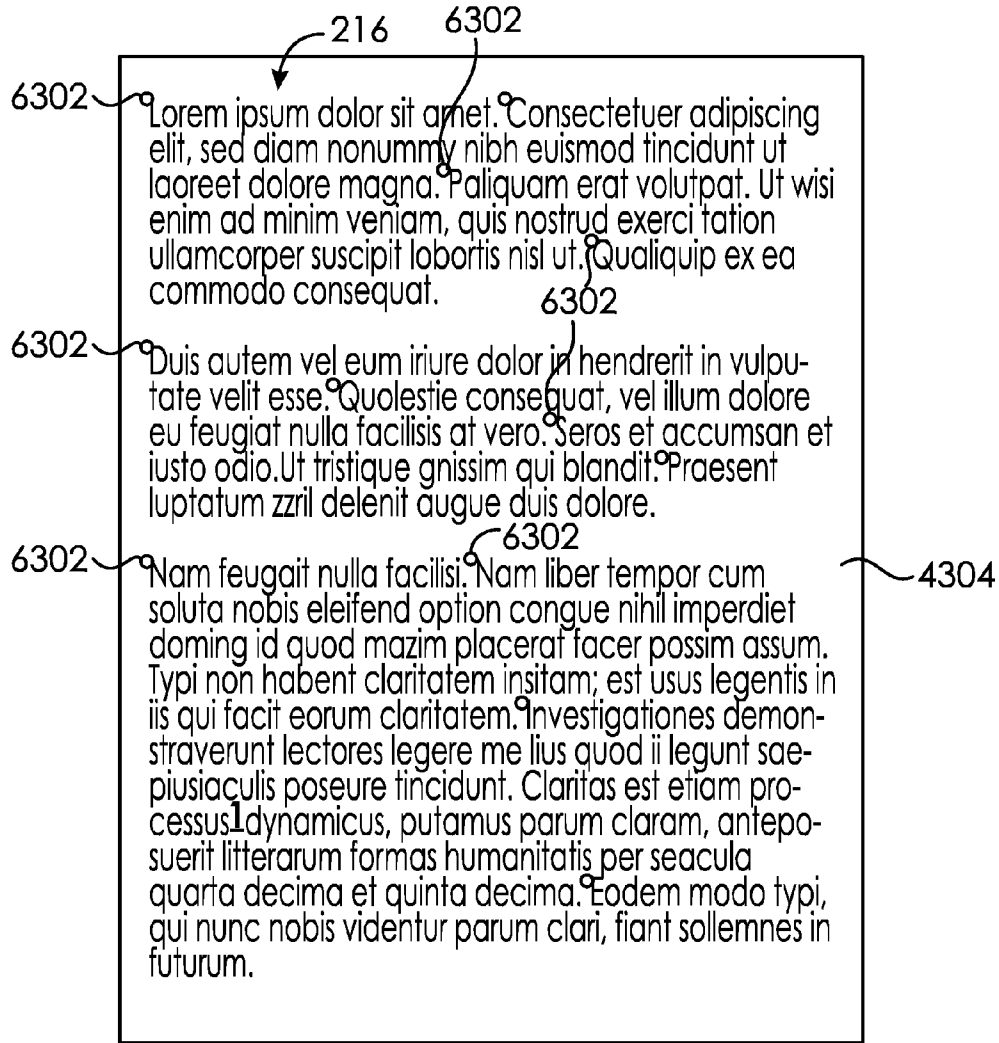 216
6302
6302
Lorem ipsum dolor sit amet. Consectetuer adipiscing
elit, sed diam nonummy nibh euismod tincidunt ut
laoreet dolore magna. Paliquam erat volutpat. Ut wisi
enim ad minim veniam, quis nostrud exerci tation
ullamcorper suscipit lobortis nisl ut. Qualiquip ex ea
commodo consequat.
6302
6302
6302
Duis autem vel eum iriure dolor in hendrerit in vulpu-
tate velit esse. Quolestie consequat, vel illum dolore
eu feugiat nulla facilisis at vero. Seros et accumsan et
iusto odio.Ut tristique gnissim qui blandit. Praesent
luptatum zzril delenit augue duis dolore.
6302
6302
Nam feugait nulla facilisi. Nam liber tempor cum
4304
soluta nobis eleifend option congue nihil imperdiet
doming id quod mazim placerat facer possim assum.
Typi non habent claritatem insitam; est usus legentis in
iis qui facit eorum claritatem. Investigationes demon-
straverunt lectores legere me lius quod ii legunt sae-
piusiaculis poseure tincidunt. Claritas est etiam pro-
cessus1dynamicus, putamus parum claram, antepo-
suerit litterarum formas humanitatis per seacula
quarta decima et quinta decima. Eodem modo typi,
qui nunc nobis videntur parum clari, fiant sollemnes in
futurum.